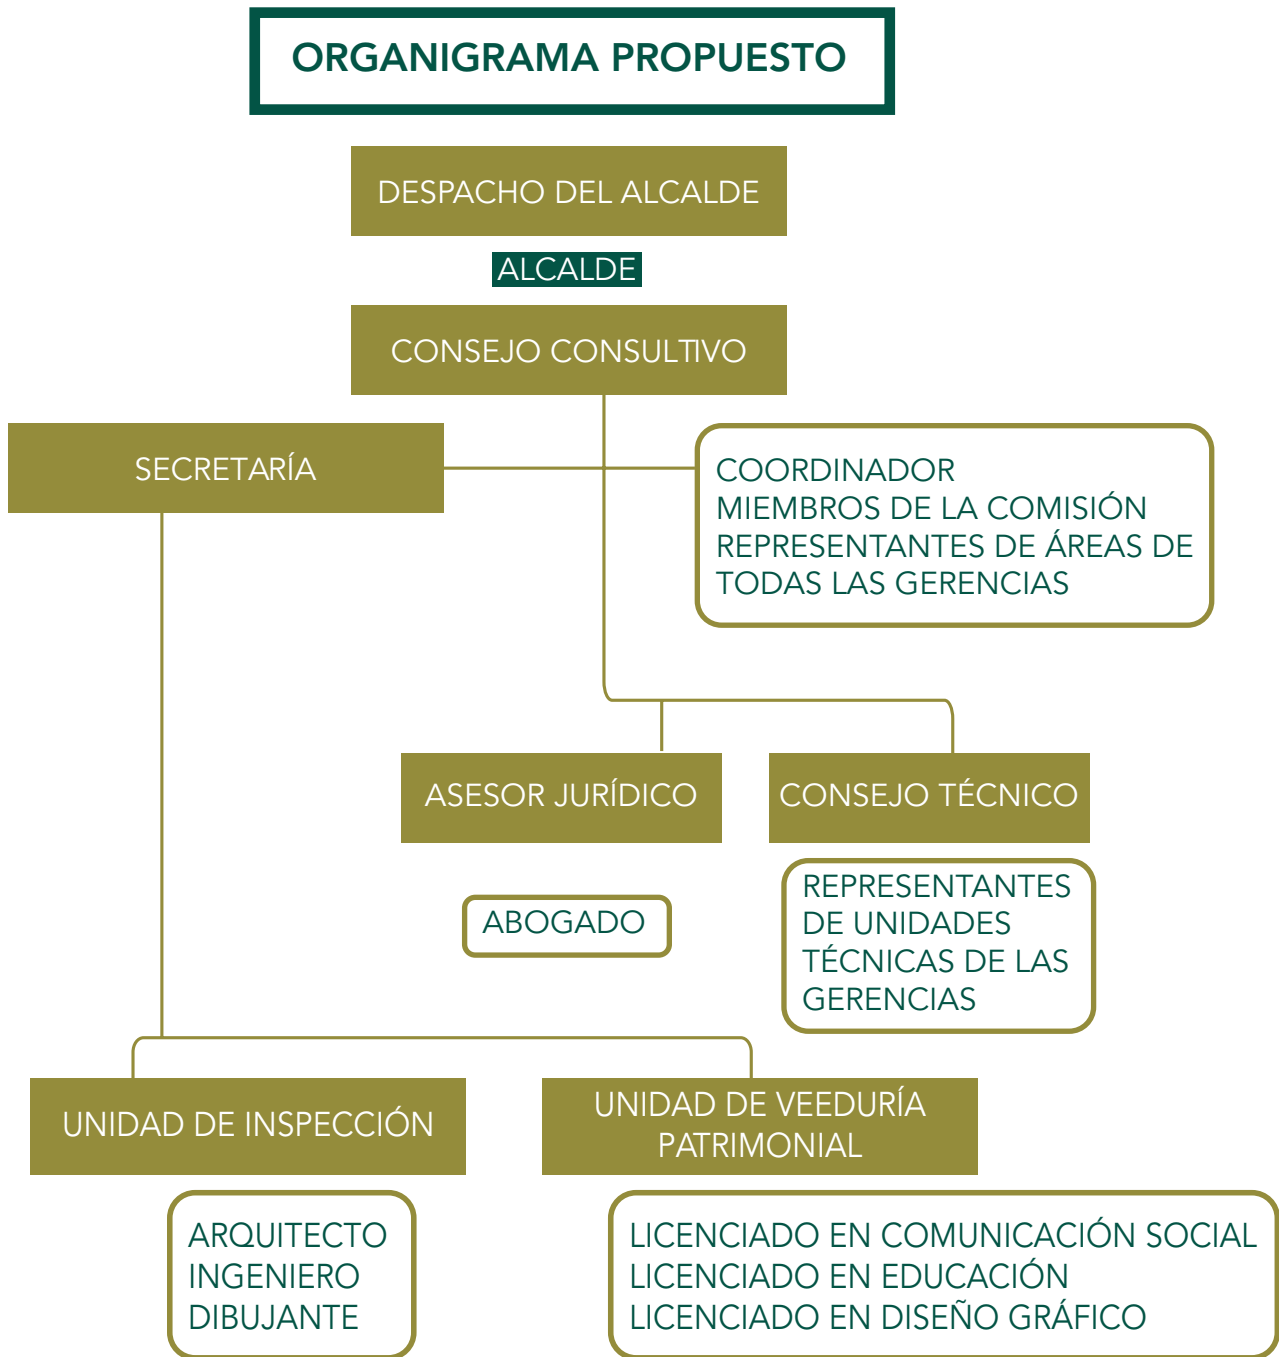 ORGANIGRAMA PROPUESTO
DESPACHO DEL ALCALDE
ALCALDE
CONSEJO CONSULTIVO
SECRETARÍA
COORDINADOR
MIEMBROS DE LA COMISIÓN
REPRESENTANTES DE ÁREAS DE
TODAS LAS GERENCIAS
ASESOR JURÍDICO
CONSEJO TÉCNICO
ABOGADO
REPRESENTANTES
DE UNIDADES
TÉCNICAS DE LAS
GERENCIAS
UNIDAD DE INSPECCIÓN
UNIDAD DE VEEDURÍA
PATRIMONIAL
ARQUITECTO
INGENIERO
DIBUJANTE
LICENCIADO EN COMUNICACIÓN SOCIAL
LICENCIADO EN EDUCACIÓN
LICENCIADO EN DISEÑO GRÁFICO